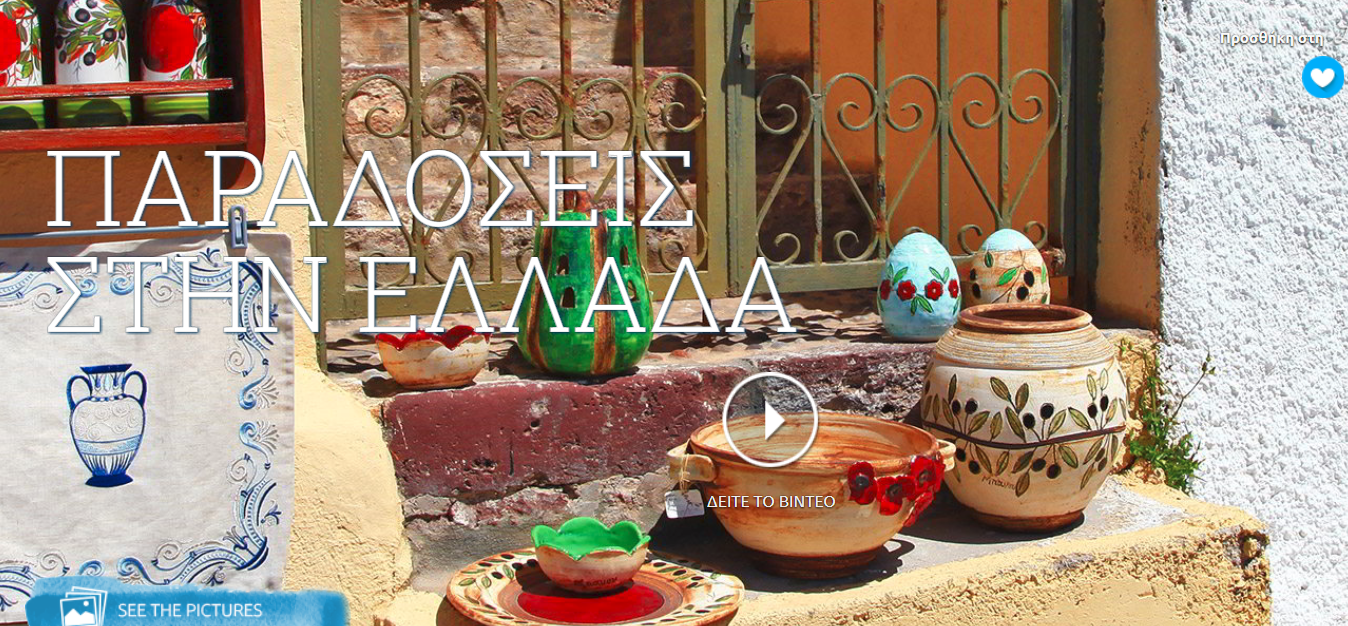 Προσθήκη στη
ΠΑΡΑΔΟΣΕΙΣ
ΣΤΗΝ ΕΛΛΑΔΑ
ΔΕΙΤΕ ΤΟ ΒΙΝΤΕΟ
SEE THE PICTURES